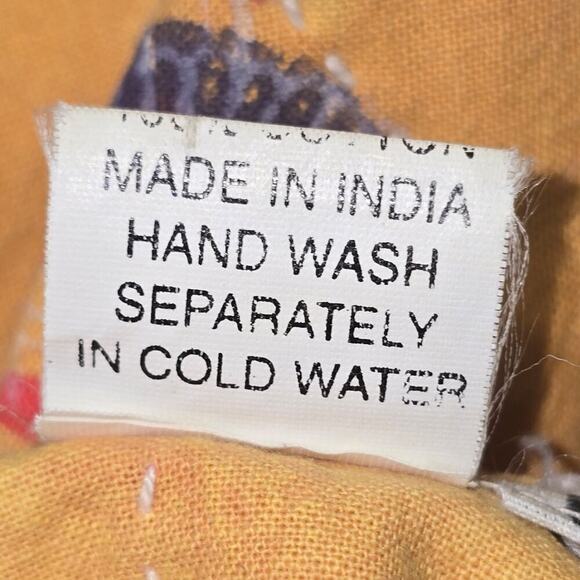 MADE IN INDIA
HAND WASH
SEPARATELY
IN COLD WATER